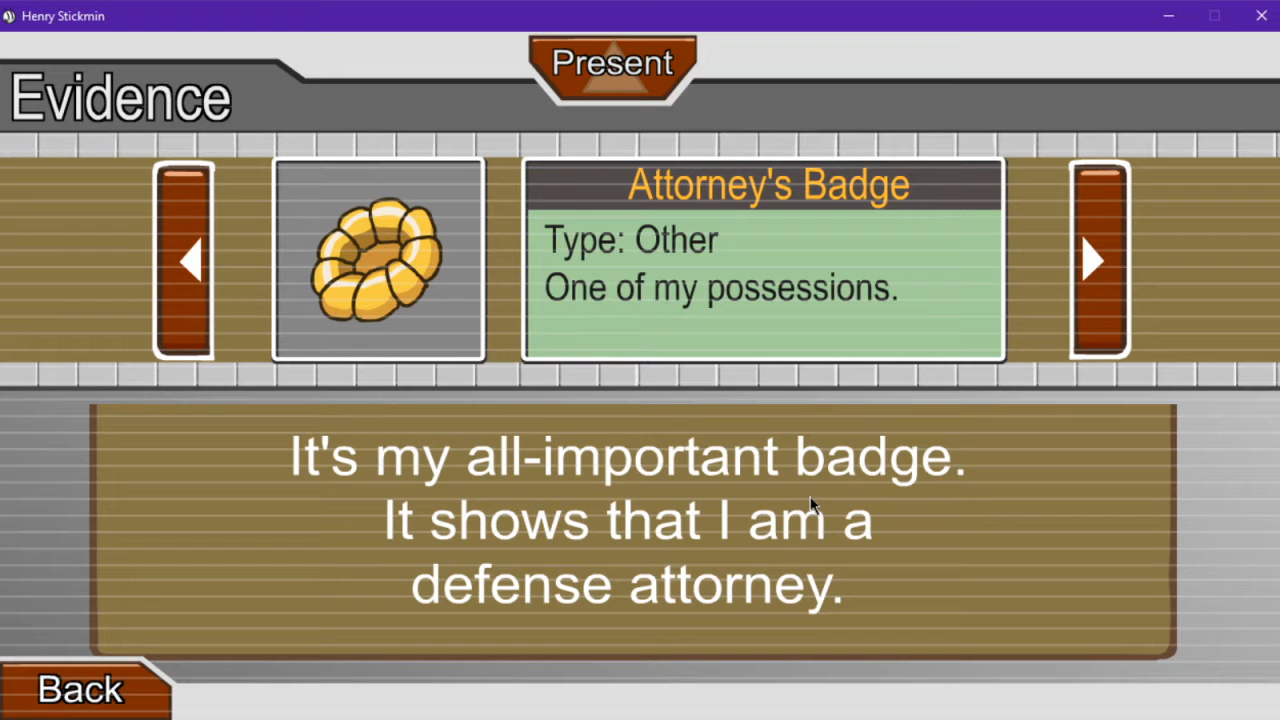 Henry Stickmin
Present
Evidence
Attorney's Badge
Type: Other
One of my possessions.
It's my all-important badge.
It shows that I am a
defense attorney.
Back